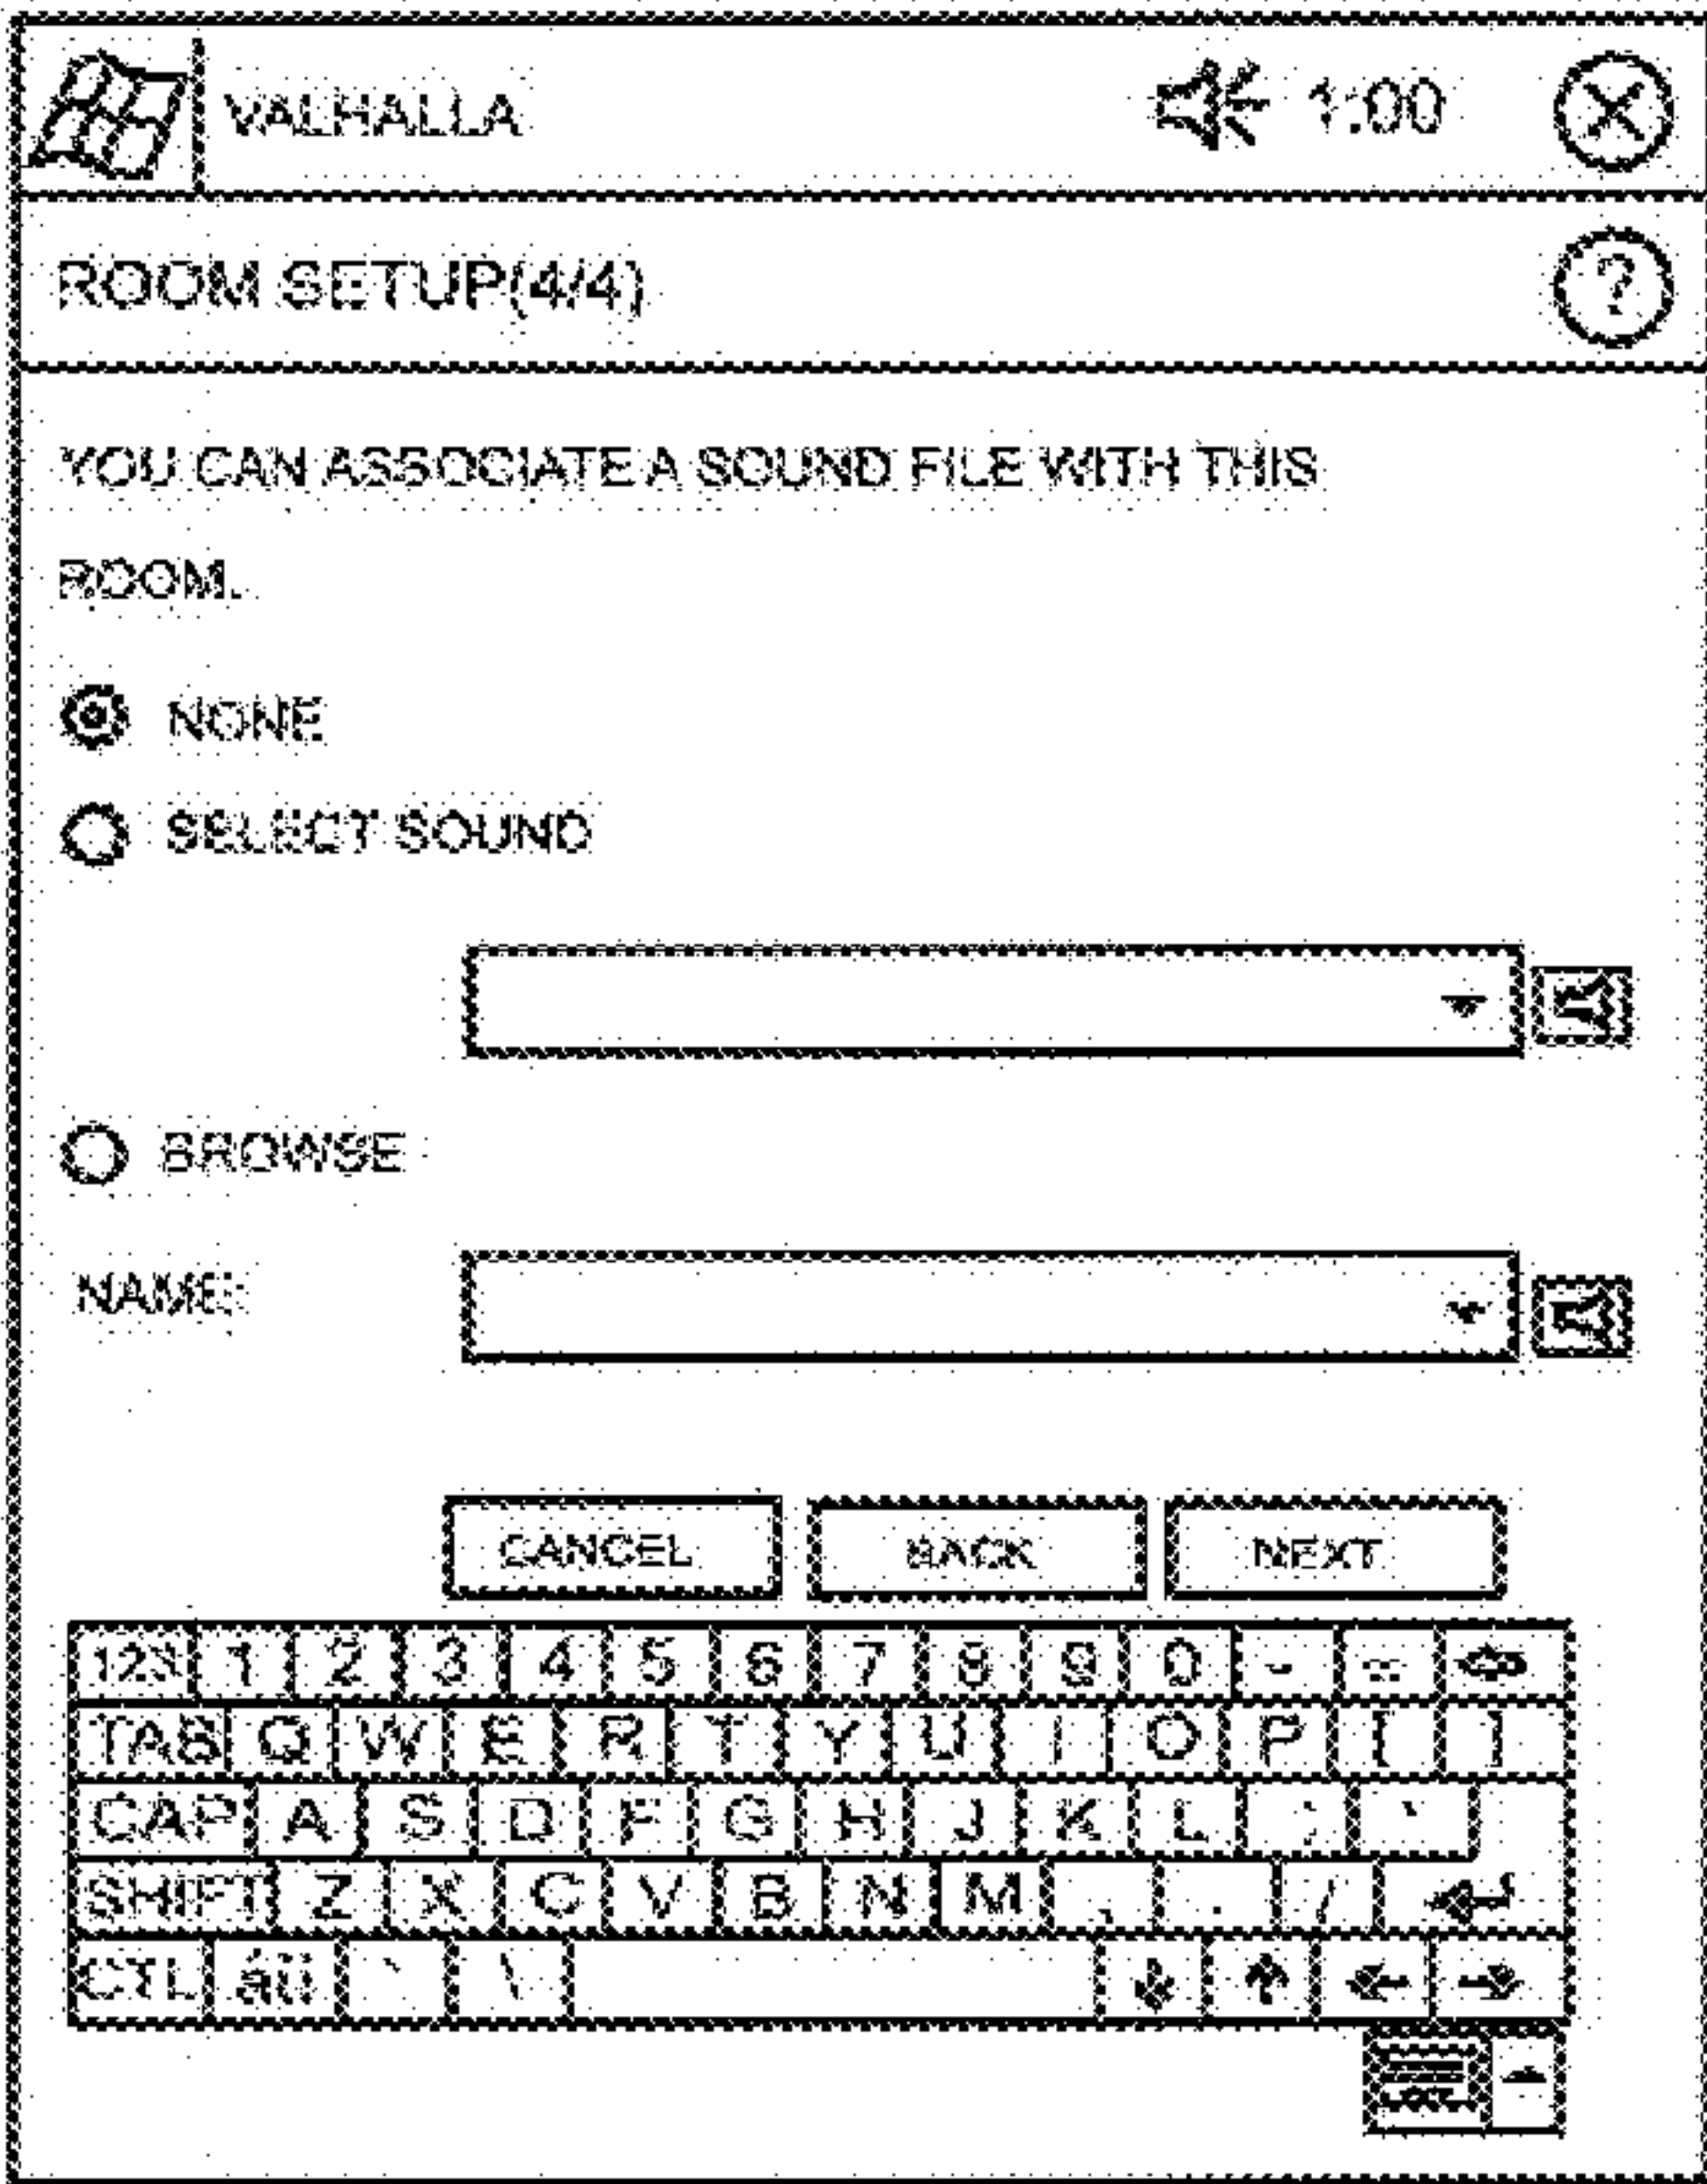 VALHALLA 1:00
ROOM SETUP(4/4) ?
YOU CAN ASSOCIATE A SOUND FILE WITH THIS
ROOM.
NONE
SELECT SOUND
BROWSE
NAME:
CANCEL BACK NEXT
123 1 2 3 4 5 6 7 8 9 0 - =
TAB Q W E R T Y U I O P [ ]
CAP A S D F G H J K L ; '
SHIFT Z X C V B N M , . /
CTL áü ` \